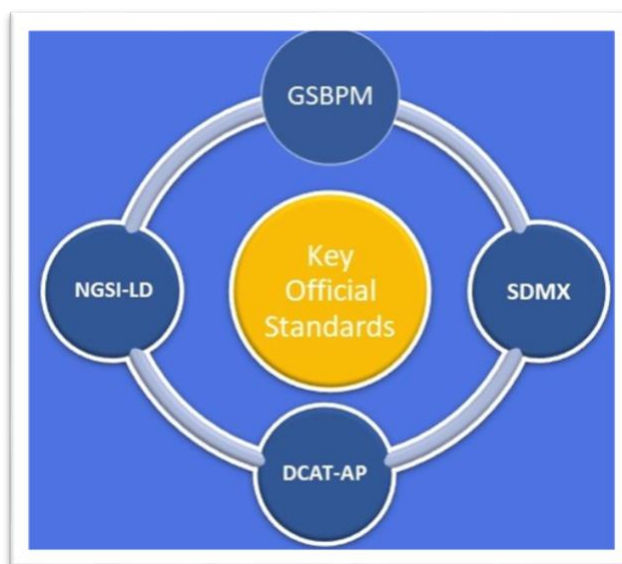 GSBPM
NGSI-LD
Key
Official
Standards
SDMX
DCAT-AP